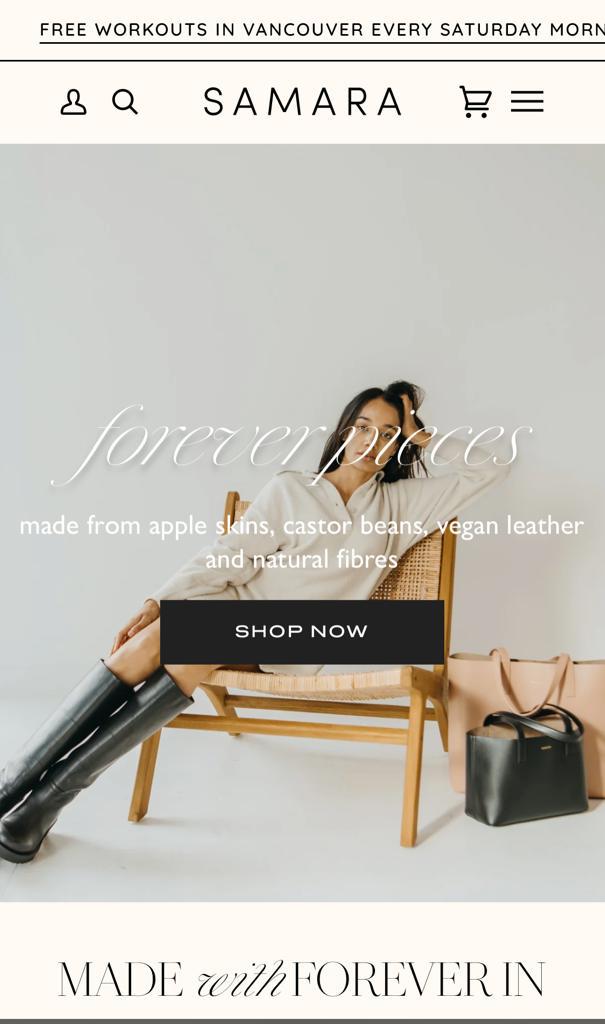 FREE WORKOUTS IN VANCOUVER EVERY SATURDAY MORN
SAMARA
forever pieces
made from apple skins, castor beans, vegan leather
and natural fibres
SHOP NOW
MADE with FOREVER IN